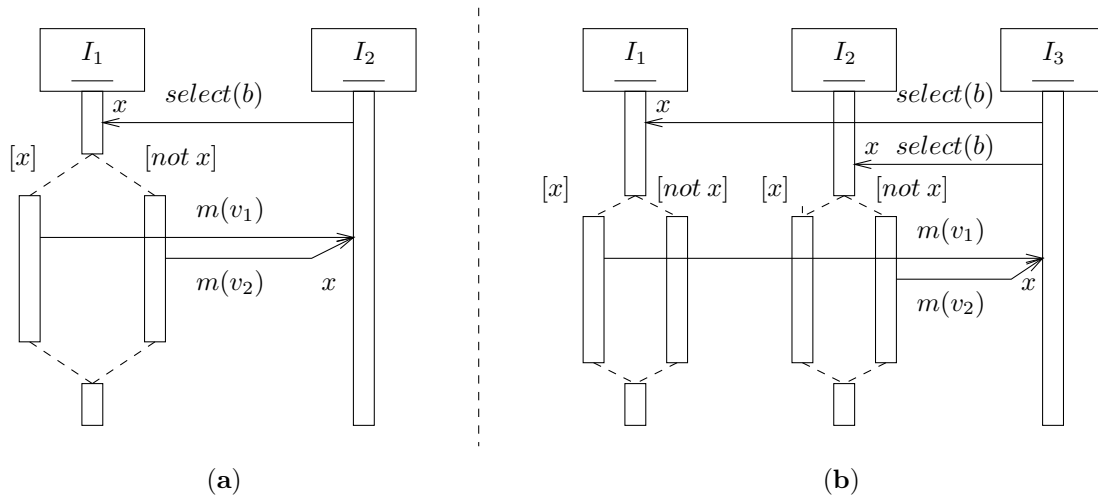 I₁ I₂ I₁ I₂ I₃
x select(b) x select(b)
x select(b)
[x] [not x] [x] [not x] [x] [not x]
m(v₁) m(v₁)
m(v₂) x m(v₂) x
(a) (b)